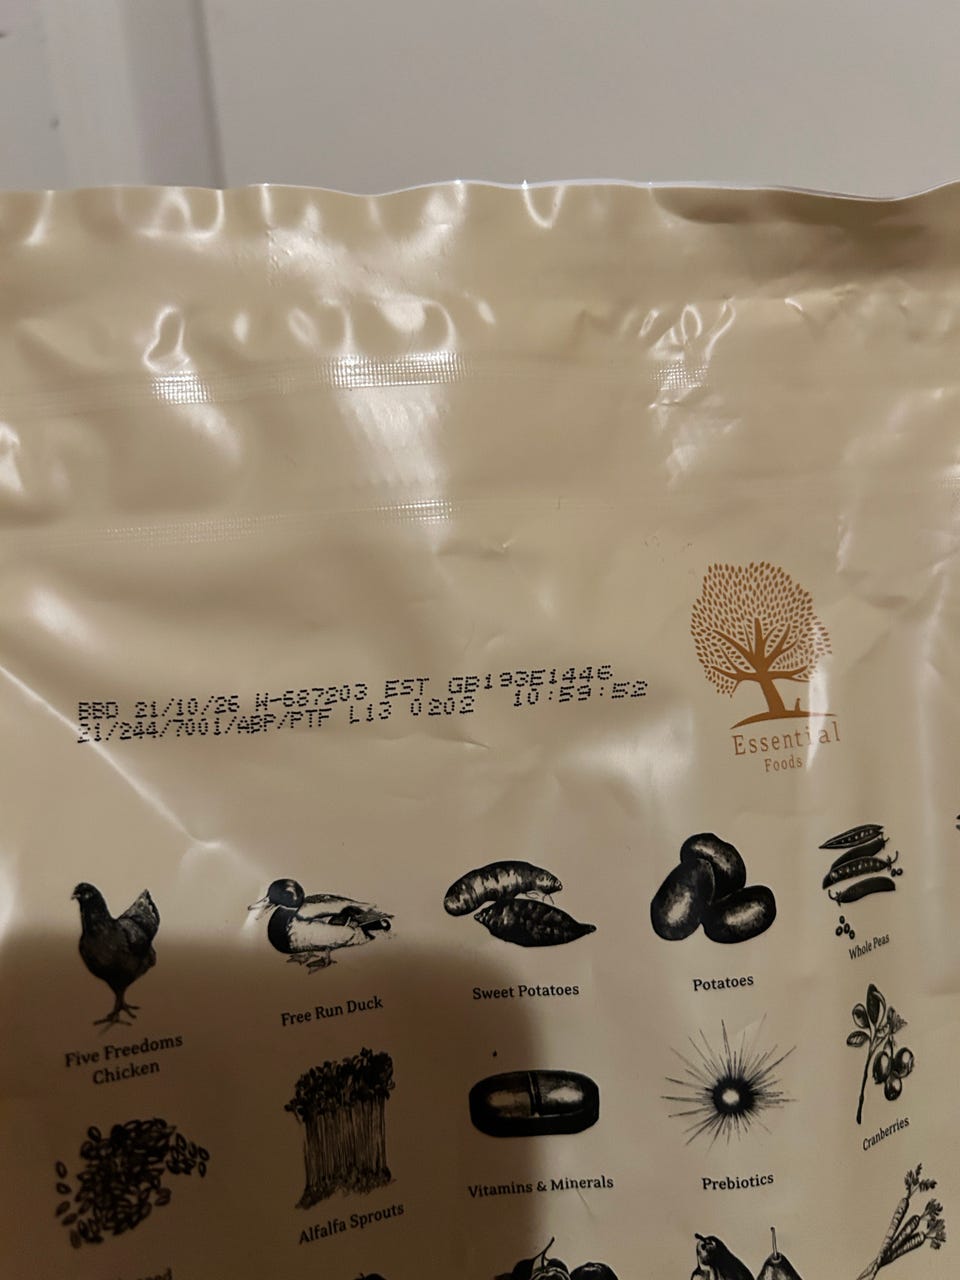 BBD 21/10/26 W-687203 EST GB193E1446
21/244/7001/ABP/PTF L13 0202 10:59:52
Essential
Foods
Whole Peas
Potatoes
Sweet Potatoes
Free Run Duck
Five Freedoms
Chicken
Cranberries
Prebiotics
Vitamins & Minerals
Alfalfa Sprouts